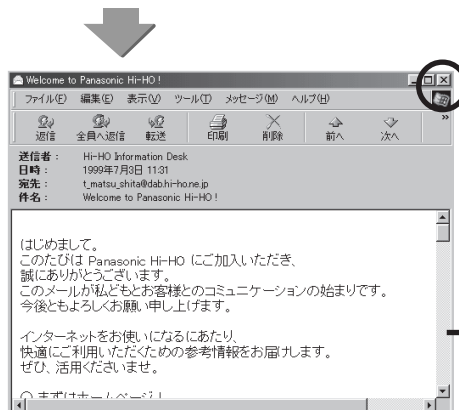 Welcome to Panasonic Hi-HO !
ファイル(F) 編集(E) 表示(V) ツール(T) メッセージ(M) ヘルプ(H)
返信 全員へ返信 転送 印刷 削除 前へ 次へ »
送信者 : Hi-HO Information Desk
日時 : 1999年7月3日 11:31
宛先 : t_matsu_shita@dab.hi-ho.ne.jp
件名 : Welcome to Panasonic Hi-HO !
はじめまして。
このたびは Panasonic Hi-HO にご加入いただき、
誠にありがとうございます。
このメールが私どもとお客様とのコミュニケーションの始まりです。
今後ともよろしくお願い申し上げます。
インターネットをお使いになるにあたり、
快適にご利用いただくための参考情報をお届けします。
ぜひ、活用くださいませ。
○ まずはホームページ！